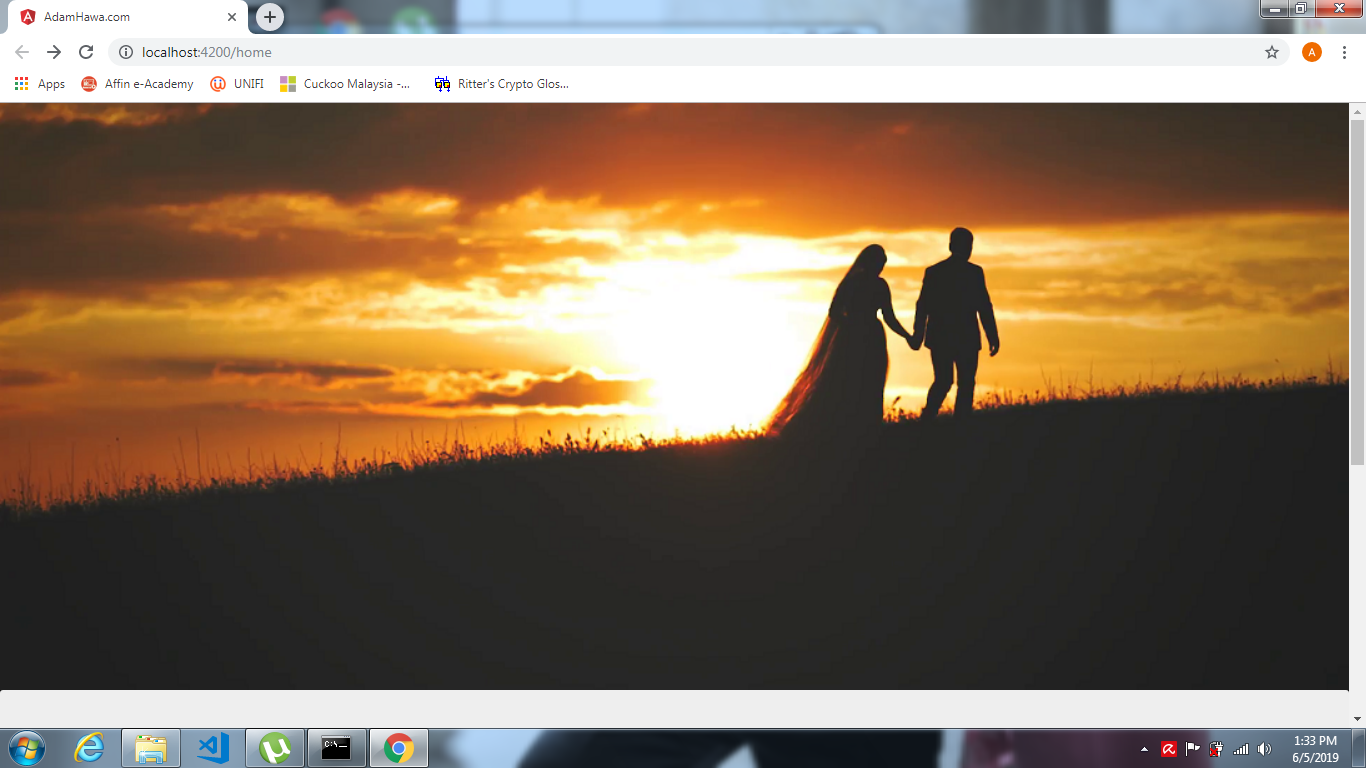 AdamHawa.com
localhost:4200/home
A
Apps
Affin e-Academy
UNIFI
Cuckoo Malaysia -...
Ritter's Crypto Glos...
C:\
1:33 PM
6/5/2019